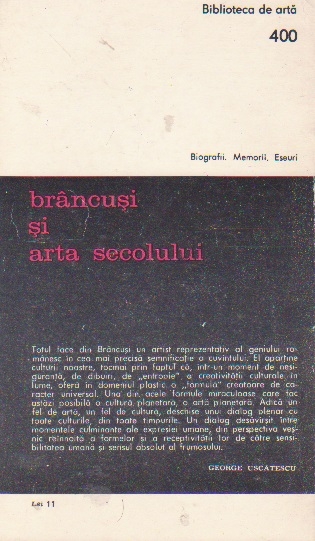 Biblioteca de artă
400
Biografii. Memorii, Eseuri
brâncuși
și
arta secolului
Totul face din Brâncuși un artist reprezentativ al geniului ro-
mânesc în cea mai precisă semnificație a cuvîntului. El aparține
culturii noastre, tocmai prin faptul că, într-un moment de nesi-
guranță, de dibuiri, de „entropie” a creativității culturale în
lume, oferă în domeniul plastic o „formulă” creatoare de ca-
racter universal. Una din acele formule miraculoase care fac
astăzi posibilă o cultură planetară, o artă planetară. Adică un
fel de artă, un fel de cultură, deschise unui dialog plenar cu
toate culturile, din toate timpurile. Un dialog desăvîrșit între
momentele culminante ale expresiei umane, din perspectiva veș-
nic reînnoită a formelor și a receptivității lor de către sensi-
bilitatea umană și sensul absolut al frumosului.
GEORGE USCĂTESCU
Lei 11